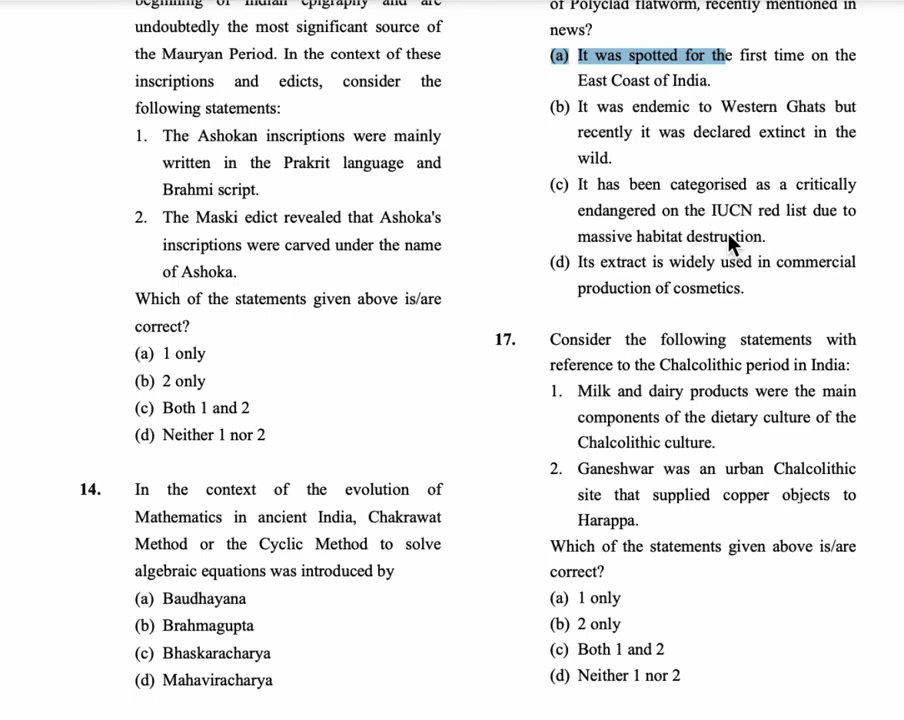 beginning of Indian epigraphy and are
undoubtedly the most significant source of
the Mauryan Period. In the context of these
inscriptions and edicts, consider the
following statements:
1. The Ashokan inscriptions were mainly
written in the Prakrit language and
Brahmi script.
2. The Maski edict revealed that Ashoka's
inscriptions were carved under the name
of Ashoka.
Which of the statements given above is/are
correct?
(a) 1 only
(b) 2 only
(c) Both 1 and 2
(d) Neither 1 nor 2
14. In the context of the evolution of
Mathematics in ancient India, Chakrawat
Method or the Cyclic Method to solve
algebraic equations was introduced by
(a) Baudhayana
(b) Brahmagupta
(c) Bhaskaracharya
(d) Mahaviracharya
of Polyclad flatworm, recently mentioned in
news?
(a) It was spotted for the first time on the
East Coast of India.
(b) It was endemic to Western Ghats but
recently it was declared extinct in the
wild.
(c) It has been categorised as a critically
endangered on the IUCN red list due to
massive habitat destruction.
(d) Its extract is widely used in commercial
production of cosmetics.
17. Consider the following statements with
reference to the Chalcolithic period in India:
1. Milk and dairy products were the main
components of the dietary culture of the
Chalcolithic culture.
2. Ganeshwar was an urban Chalcolithic
site that supplied copper objects to
Harappa.
Which of the statements given above is/are
correct?
(a) 1 only
(b) 2 only
(c) Both 1 and 2
(d) Neither 1 nor 2